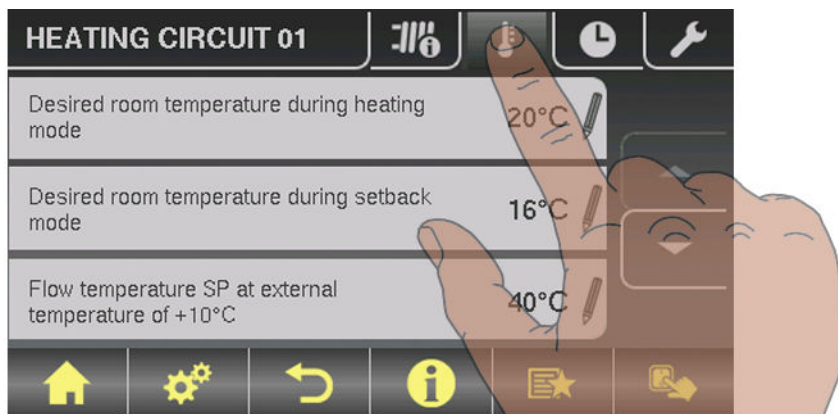 HEATING CIRCUIT 01
Desired room temperature during heating
mode
20°C
Desired room temperature during setback
mode
16°C
Flow temperature SP at external
temperature of +10°C
40°C